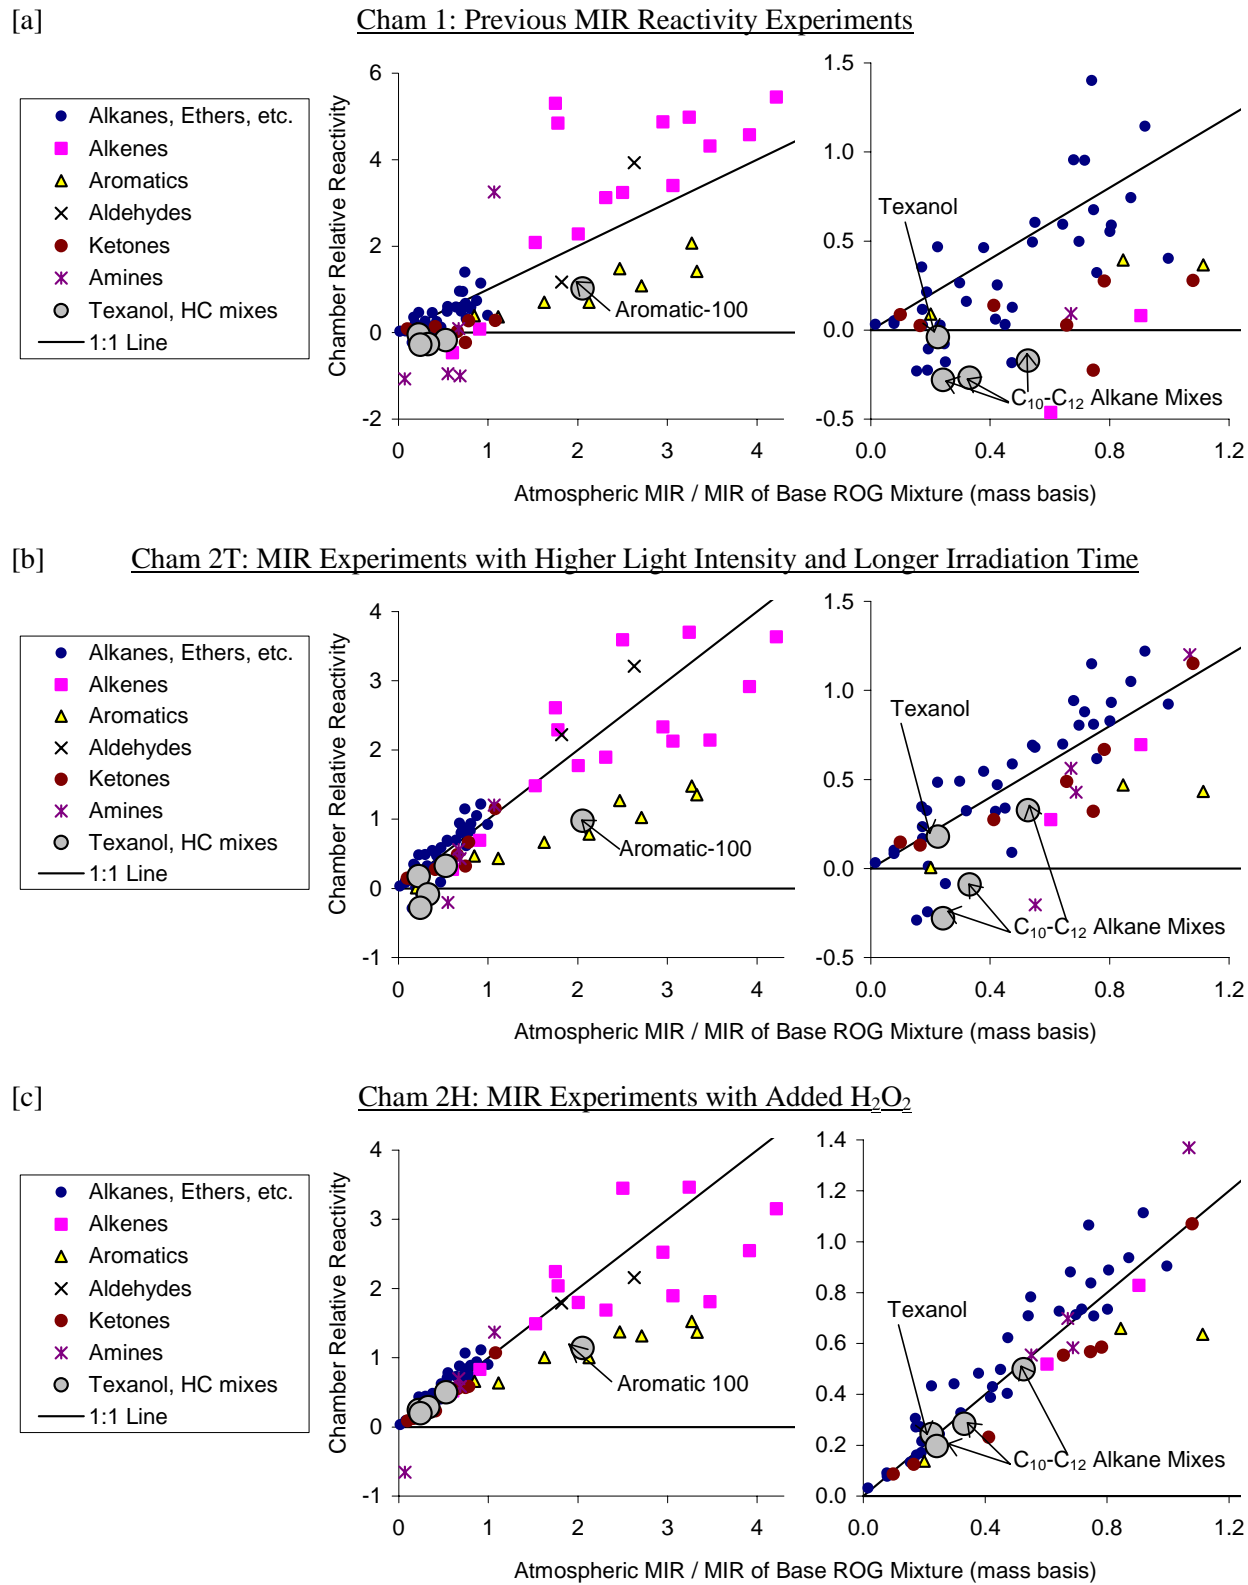 [a]
Cham 1: Previous MIR Reactivity Experiments
Alkanes, Ethers, etc.
Alkenes
Aromatics
Aldehydes
Ketones
Amines
Texanol, HC mixes
1:1 Line
Chamber Relative Reactivity
6
4
2
0
-2
0 1 2 3 4
Aromatic-100
1.5
1.0
0.5
0.0
-0.5
0.0 0.4 0.8 1.2
Texanol
C10-C12 Alkane Mixes
Atmospheric MIR / MIR of Base ROG Mixture (mass basis)
[b]
Cham 2T: MIR Experiments with Higher Light Intensity and Longer Irradiation Time
Alkanes, Ethers, etc.
Alkenes
Aromatics
Aldehydes
Ketones
Amines
Texanol, HC mixes
1:1 Line
Chamber Relative Reactivity
4
3
2
1
0
-1
0 1 2 3 4
Aromatic-100
1.5
1.0
0.5
0.0
-0.5
0.0 0.4 0.8 1.2
Texanol
C10-C12 Alkane Mixes
Atmospheric MIR / MIR of Base ROG Mixture (mass basis)
[c]
Cham 2H: MIR Experiments with Added H2O2
Alkanes, Ethers, etc.
Alkenes
Aromatics
Aldehydes
Ketones
Amines
Texanol, HC mixes
1:1 Line
Chamber Relative Reactivity
4
3
2
1
0
-1
0 1 2 3 4
Aromatic 100
1.4
1.2
1.0
0.8
0.6
0.4
0.2
0.0
0.0 0.4 0.8 1.2
Texanol
C10-C12 Alkane Mixes
Atmospheric MIR / MIR of Base ROG Mixture (mass basis)